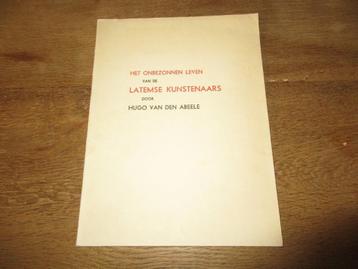 HET ONBEZONNEN LEVEN
VAN DE
LATEMSE KUNSTENAARS
DOOR
HUGO VAN DEN ABEELE